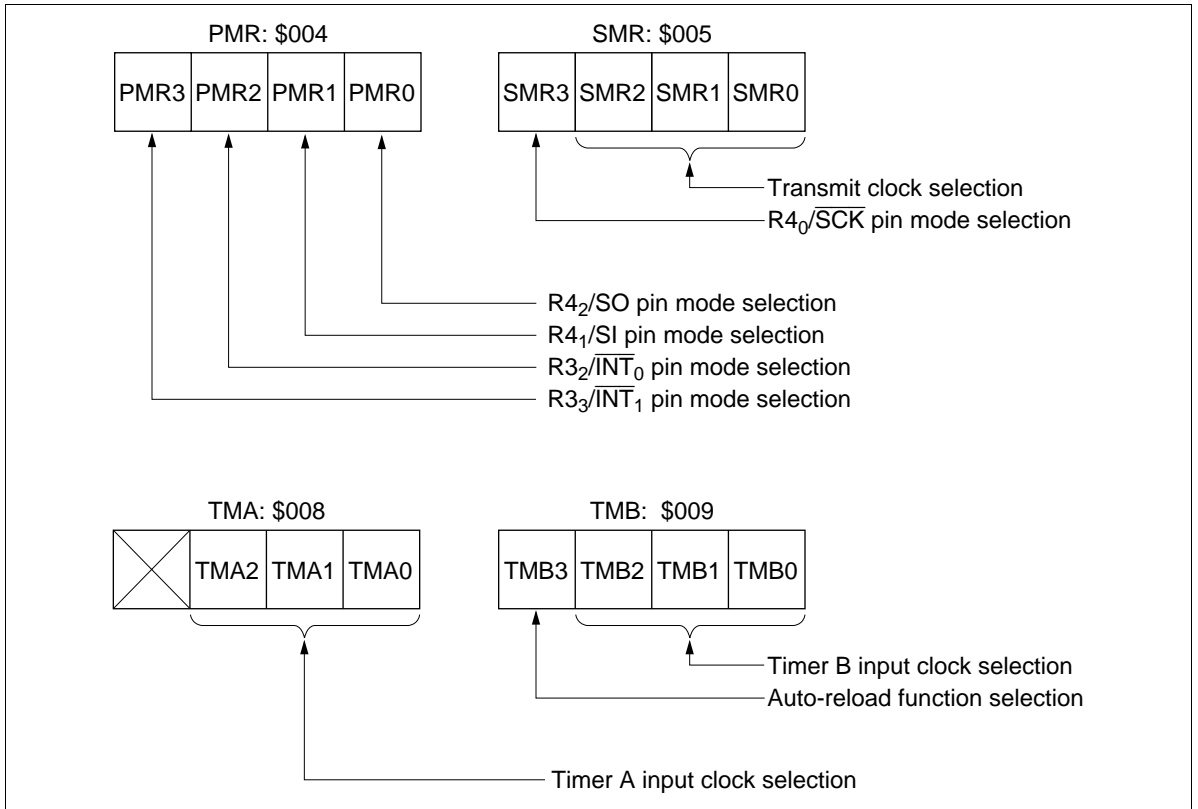 PMR: $004
PMR3 PMR2 PMR1 PMR0
SMR: $005
SMR3 SMR2 SMR1 SMR0
Transmit clock selection
R4₀/S̅C̅K̅ pin mode selection
R4₂/SO pin mode selection
R4₁/SI pin mode selection
R3₂/I̅N̅T̅₀ pin mode selection
R3₃/I̅N̅T̅₁ pin mode selection
TMA: $008
TMA2 TMA1 TMA0
TMB: $009
TMB3 TMB2 TMB1 TMB0
Timer B input clock selection
Auto-reload function selection
Timer A input clock selection